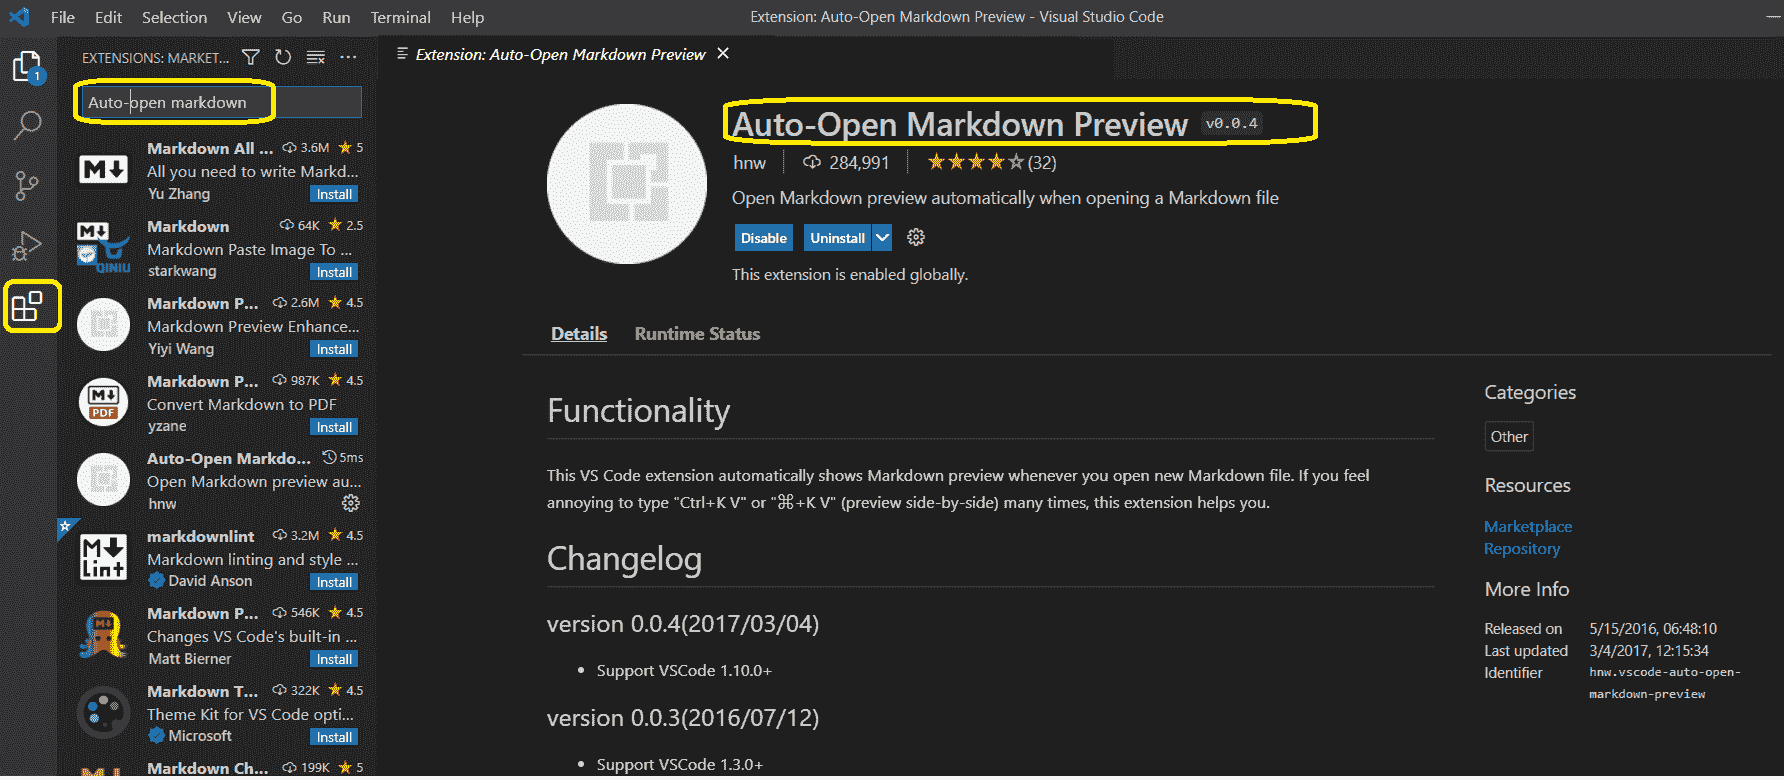 File Edit Selection View Go Run Terminal Help
Extension: Auto-Open Markdown Preview - Visual Studio Code
1
EXTENSIONS: MARKET...
Auto-open markdown
Markdown All ... 3.6M 5
All you need to write Markd...
Yu Zhang Install
Markdown 64K 2.5
Markdown Paste Image To ...
starkwang Install
QINIU
Markdown P... 2.6M 4.5
Markdown Preview Enhance...
Yiyi Wang Install
Markdown P... 987K 4.5
Convert Markdown to PDF
yzane Install
PDF
Auto-Open Markdo... 5ms
Open Markdown preview au...
hnw
markdownlint 3.2M 4.5
Markdown linting and style ...
David Anson Install
M
Lint
Markdown P... 546K 4.5
Changes VS Code's built-in ...
Matt Bierner Install
Markdown T... 322K 4.5
Theme Kit for VS Code opti...
Microsoft Install
Markdown Ch... 199K 5
Extension: Auto-Open Markdown Preview
Auto-Open Markdown Preview v0.0.4
hnw 284,991 (32)
Open Markdown preview automatically when opening a Markdown file
Disable Uninstall
This extension is enabled globally.
Details Runtime Status
Functionality
This VS Code extension automatically shows Markdown preview whenever you open new Markdown file. If you feel
annoying to type "Ctrl+K V" or "⌘+K V" (preview side-by-side) many times, this extension helps you.
Changelog
version 0.0.4(2017/03/04)
• Support VSCode 1.10.0+
version 0.0.3(2016/07/12)
• Support VSCode 1.3.0+
Categories
Other
Resources
Marketplace
Repository
More Info
Released on 5/15/2016, 06:48:10
Last updated 3/4/2017, 12:15:34
Identifier hnw.vscode-auto-open-
markdown-preview